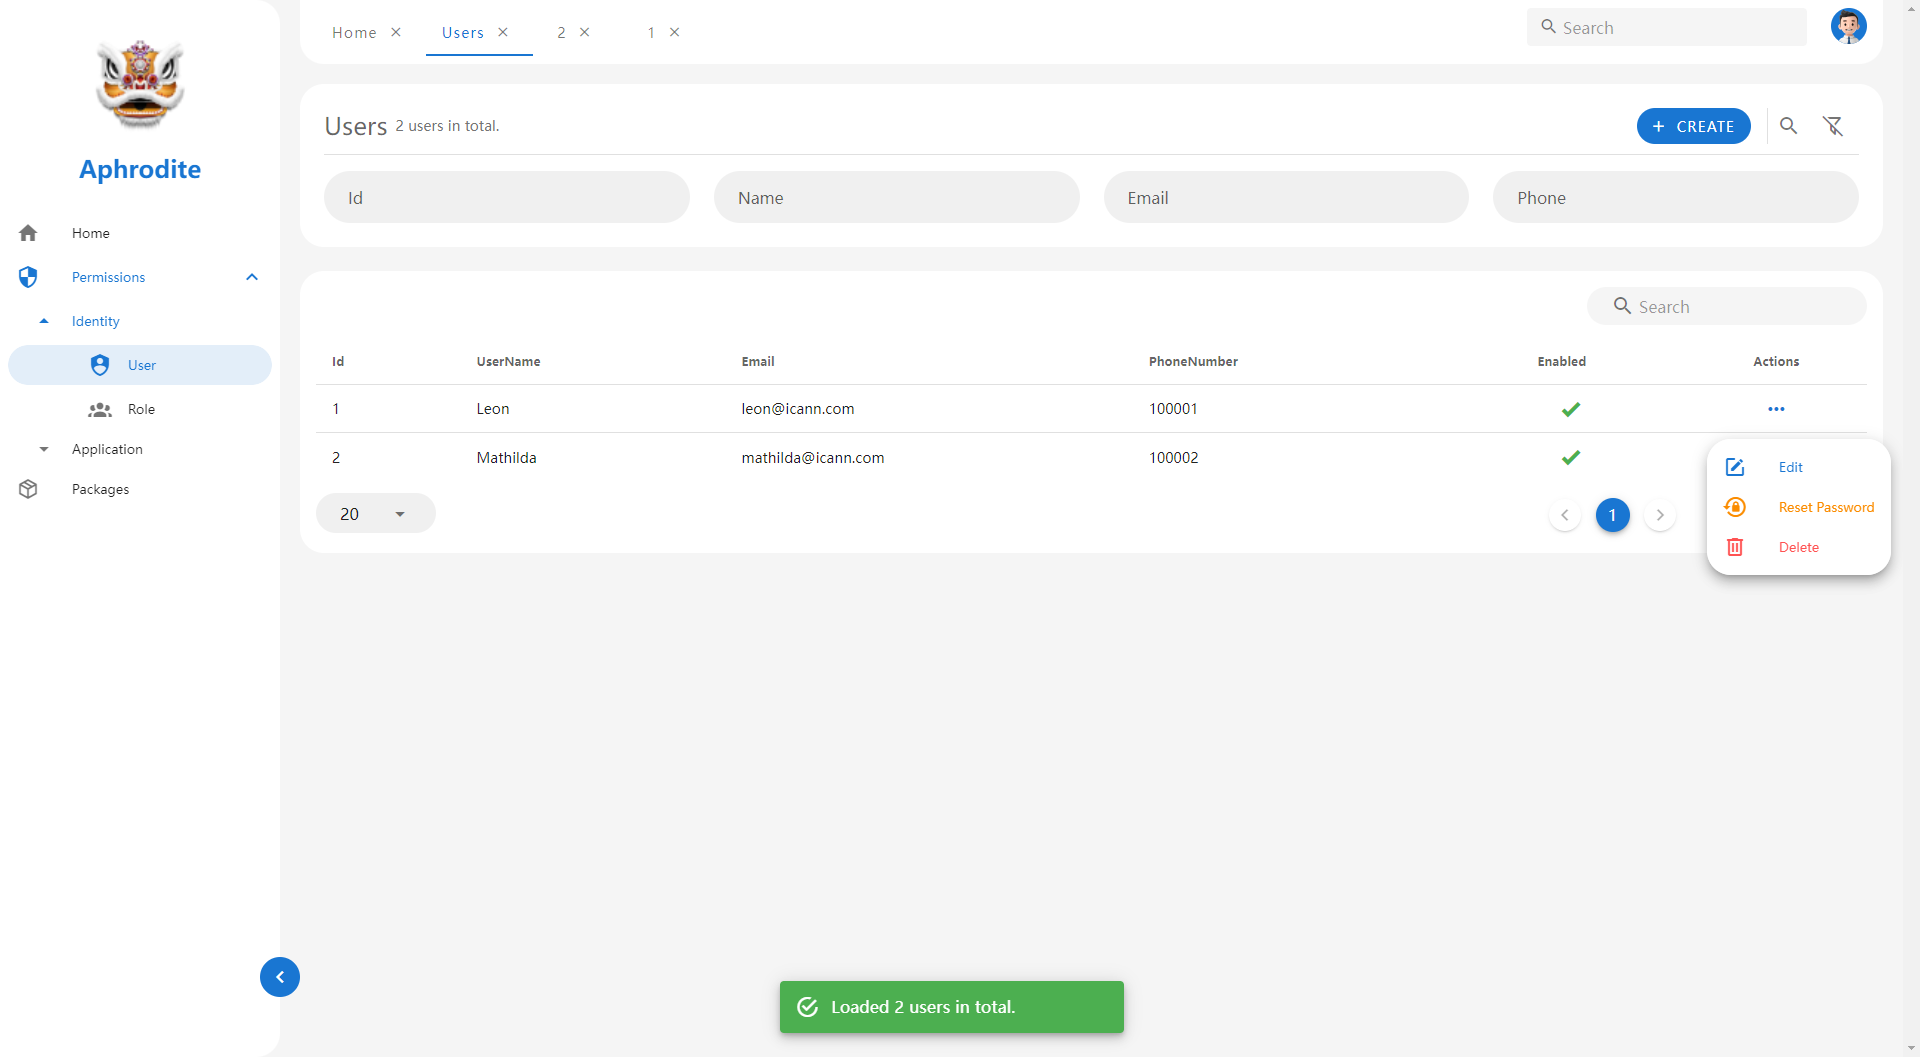 Aphrodite
Home
Permissions
Identity
User
Role
Application
Packages
Home Users 2 1
Search
Users 2 users in total.
CREATE
Id Name Email Phone
Search
Id UserName Email PhoneNumber Enabled Actions
1 Leon leon@icann.com 100001
2 Mathilda mathilda@icann.com 100002
Edit
Reset Password
Delete
20
1
Loaded 2 users in total.